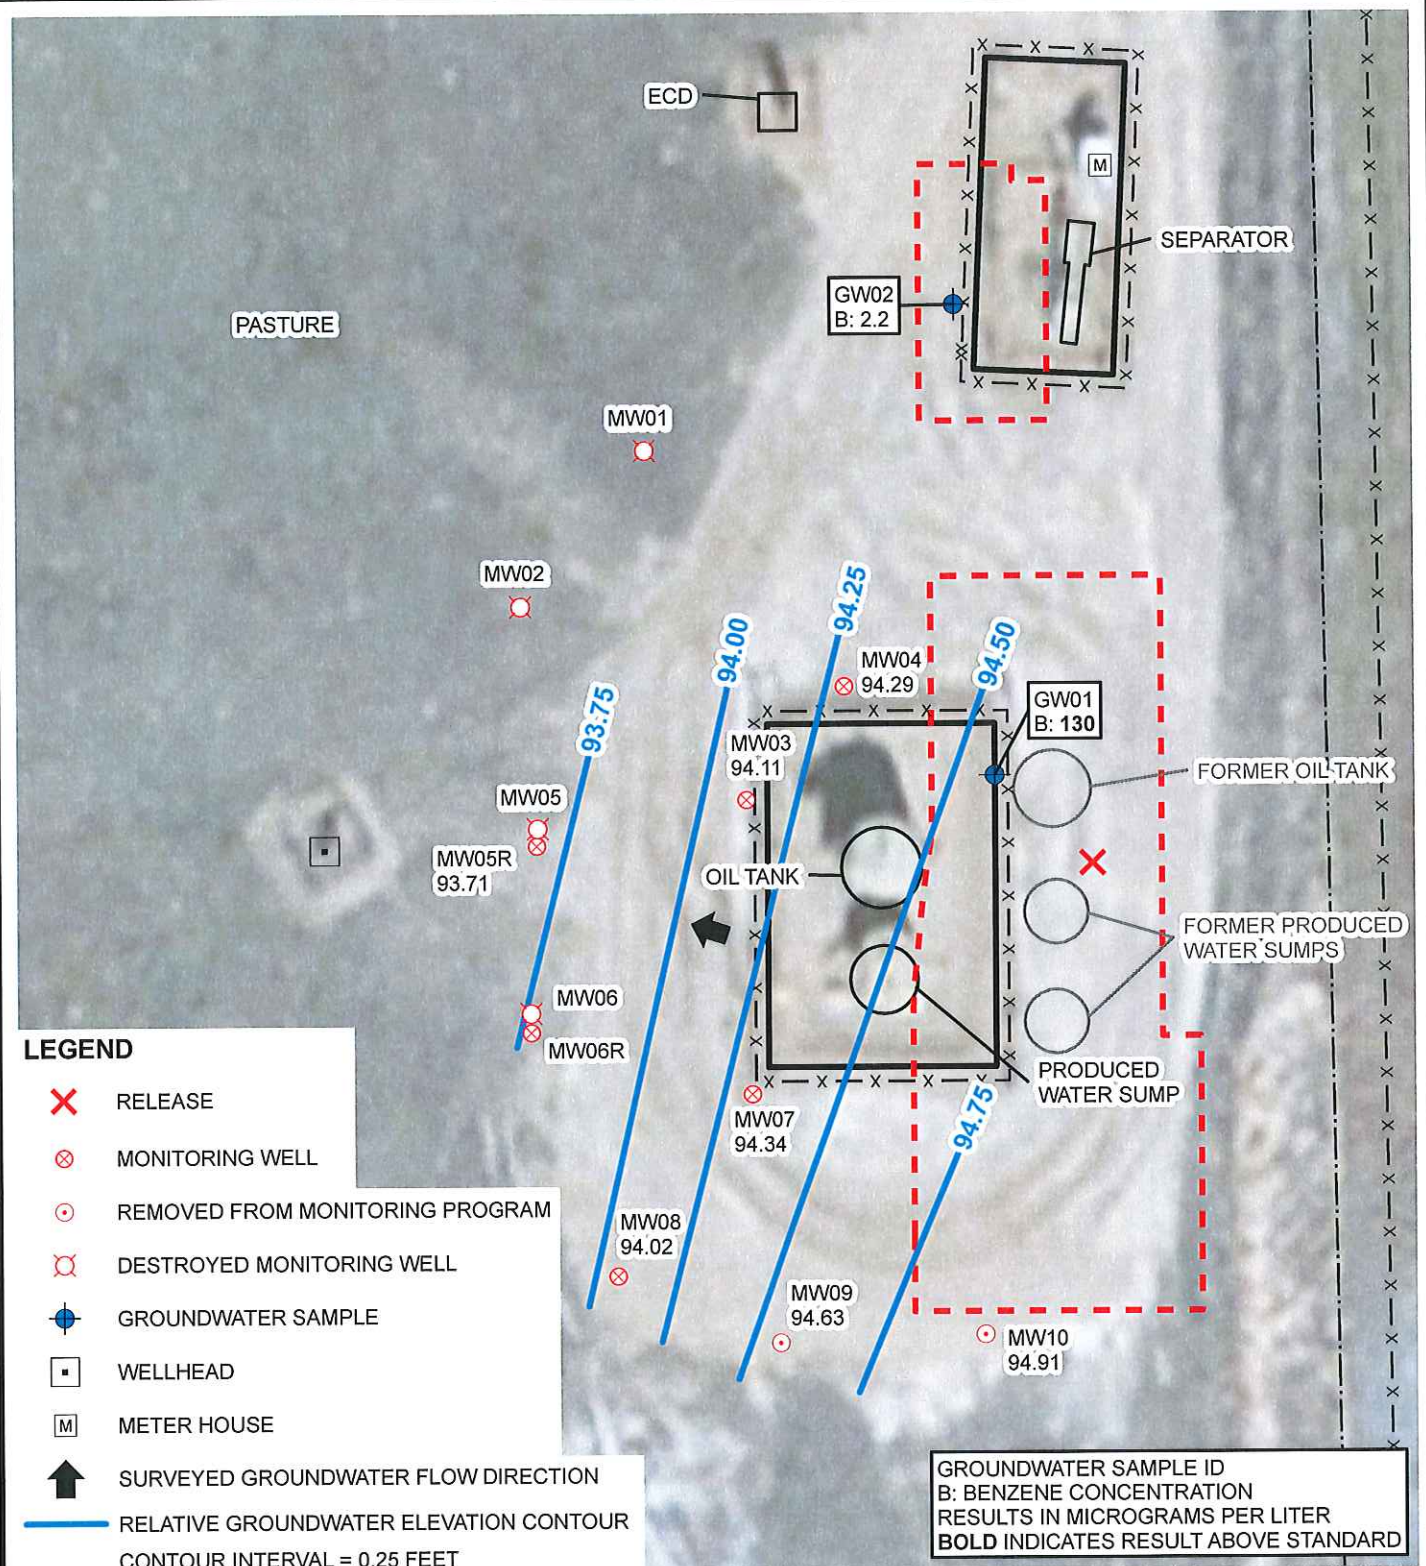 ECD
M
SEPARATOR
GW02
B: 2.2
PASTURE
MW01
MW02
94.25
94.00
94.50
93.75
MW04
94.29
GW01
B: 130
MW03
94.11
FORMER OIL TANK
MW05
MW05R
93.71
OIL TANK
FORMER PRODUCED
WATER SUMPS
MW06
MW06R
PRODUCED
WATER SUMP
94.75
MW07
94.34
MW08
94.02
MW09
94.63
MW10
94.91
LEGEND
RELEASE
MONITORING WELL
REMOVED FROM MONITORING PROGRAM
DESTROYED MONITORING WELL
GROUNDWATER SAMPLE
WELLHEAD
M METER HOUSE
SURVEYED GROUNDWATER FLOW DIRECTION
RELATIVE GROUNDWATER ELEVATION CONTOUR
CONTOUR INTERVAL = 0.25 FEET
GROUNDWATER SAMPLE ID
B: BENZENE CONCENTRATION
RESULTS IN MICROGRAMS PER LITER
BOLD INDICATES RESULT ABOVE STANDARD